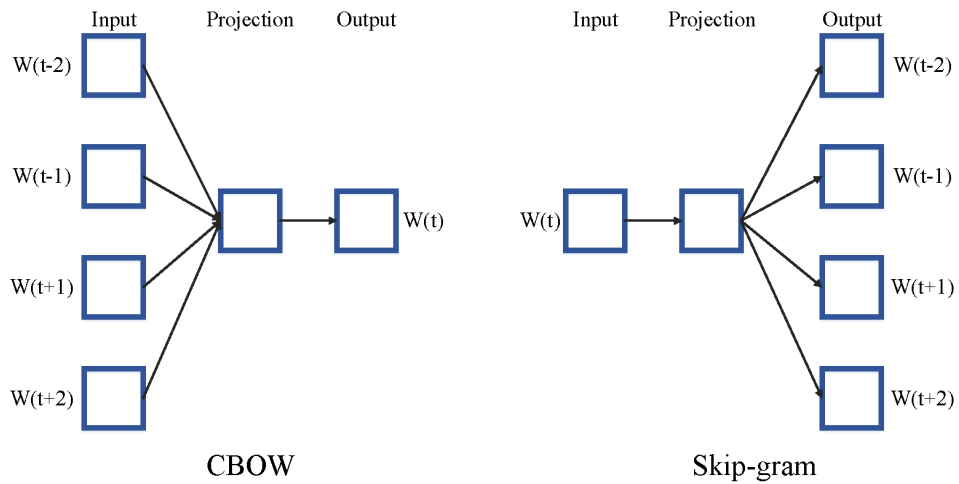 Input Projection Output
W(t-2)
W(t-1)
W(t)
W(t+1)
W(t+2)
CBOW
Input Projection Output
W(t-2)
W(t-1)
W(t)
W(t+1)
W(t+2)
Skip-gram